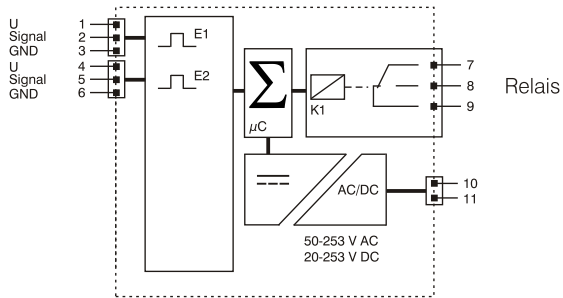 U 1
Signal 2
GND 3
U 4
Signal 5
GND 6
E1
E2
Σ
µC
K1
7
8
9
Relais
AC/DC
10
11
50-253 V AC
20-253 V DC